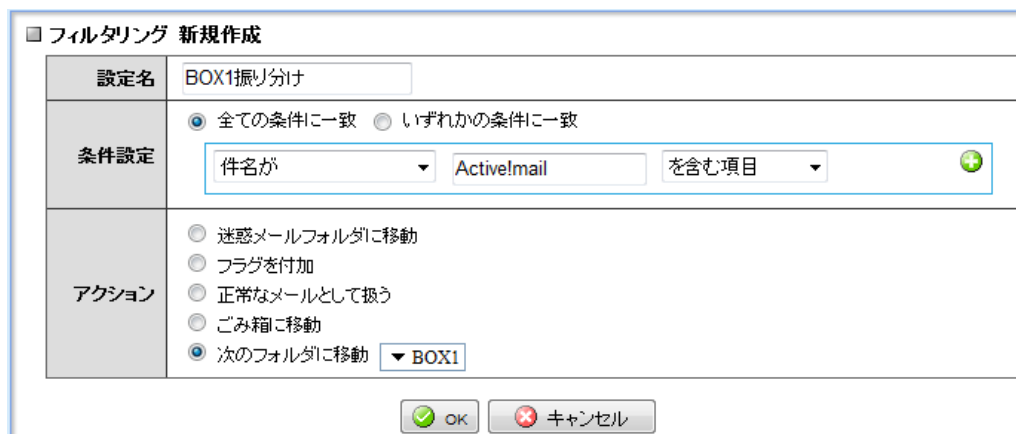 フィルタリング 新規作成
設定名 BOX1振り分け
全ての条件に一致 いずれかの条件に一致
条件設定
件名が Active!mail を含む項目
迷惑メールフォルダに移動
フラグを付加
アクション 正常なメールとして扱う
ごみ箱に移動
次のフォルダに移動 ▼ BOX1
OK キャンセル